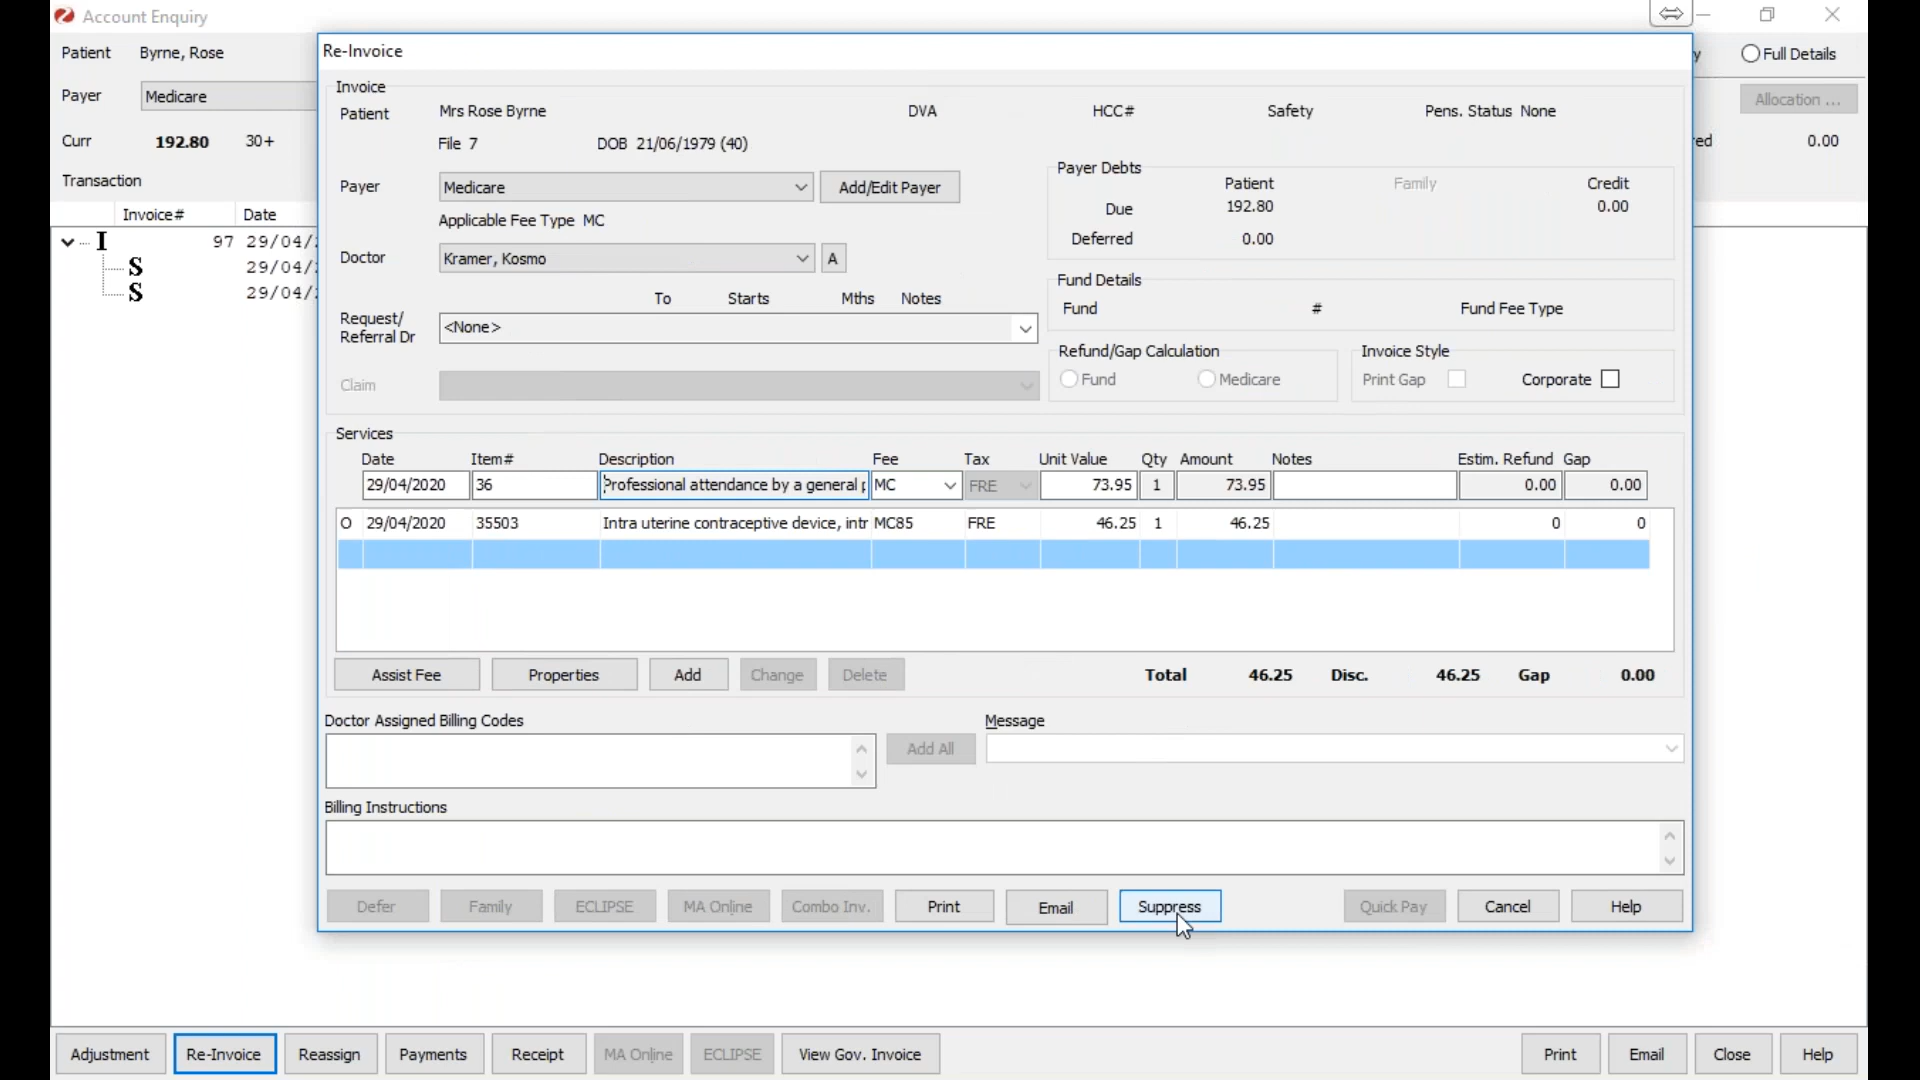 Account Enquiry
Patient Byrne, Rose
Full Details
Payer Medicare
Allocation ...
Curr 192.80 30+
0.00
Transaction
Invoice# Date
I 97 29/04/
S 29/04/
S 29/04/
Re-Invoice
Invoice
Patient Mrs Rose Byrne DVA HCC# Safety Pens. Status None
File 7 DOB 21/06/1979 (40)
Payer Medicare Add/Edit Payer
Applicable Fee Type MC
Payer Debts
Patient Family Credit
Due 192.80 0.00
Deferred 0.00
Doctor Kramer, Kosmo A
To Starts Mths Notes
Request/
Referral Dr <None>
Fund Details
Fund # Fund Fee Type
Refund/Gap Calculation
Fund Medicare
Invoice Style
Print Gap Corporate
Claim
Services
Date Item# Description Fee Tax Unit Value Qty Amount Notes Estim. Refund Gap
29/04/2020 36 Professional attendance by a general MC FRE 73.95 1 73.95 0.00 0.00
O 29/04/2020 35503 Intra uterine contraceptive device, intr MC85 FRE 46.25 1 46.25 0 0
Assist Fee Properties Add Change Delete Total 46.25 Disc. 46.25 Gap 0.00
Doctor Assigned Billing Codes
Add All
Message
Billing Instructions
Defer Family ECLIPSE MA Online Combo Inv. Print Email Suppress Quick Pay Cancel Help
Adjustment Re-Invoice Reassign Payments Receipt MA Online ECLIPSE View Gov. Invoice Print Email Close Help